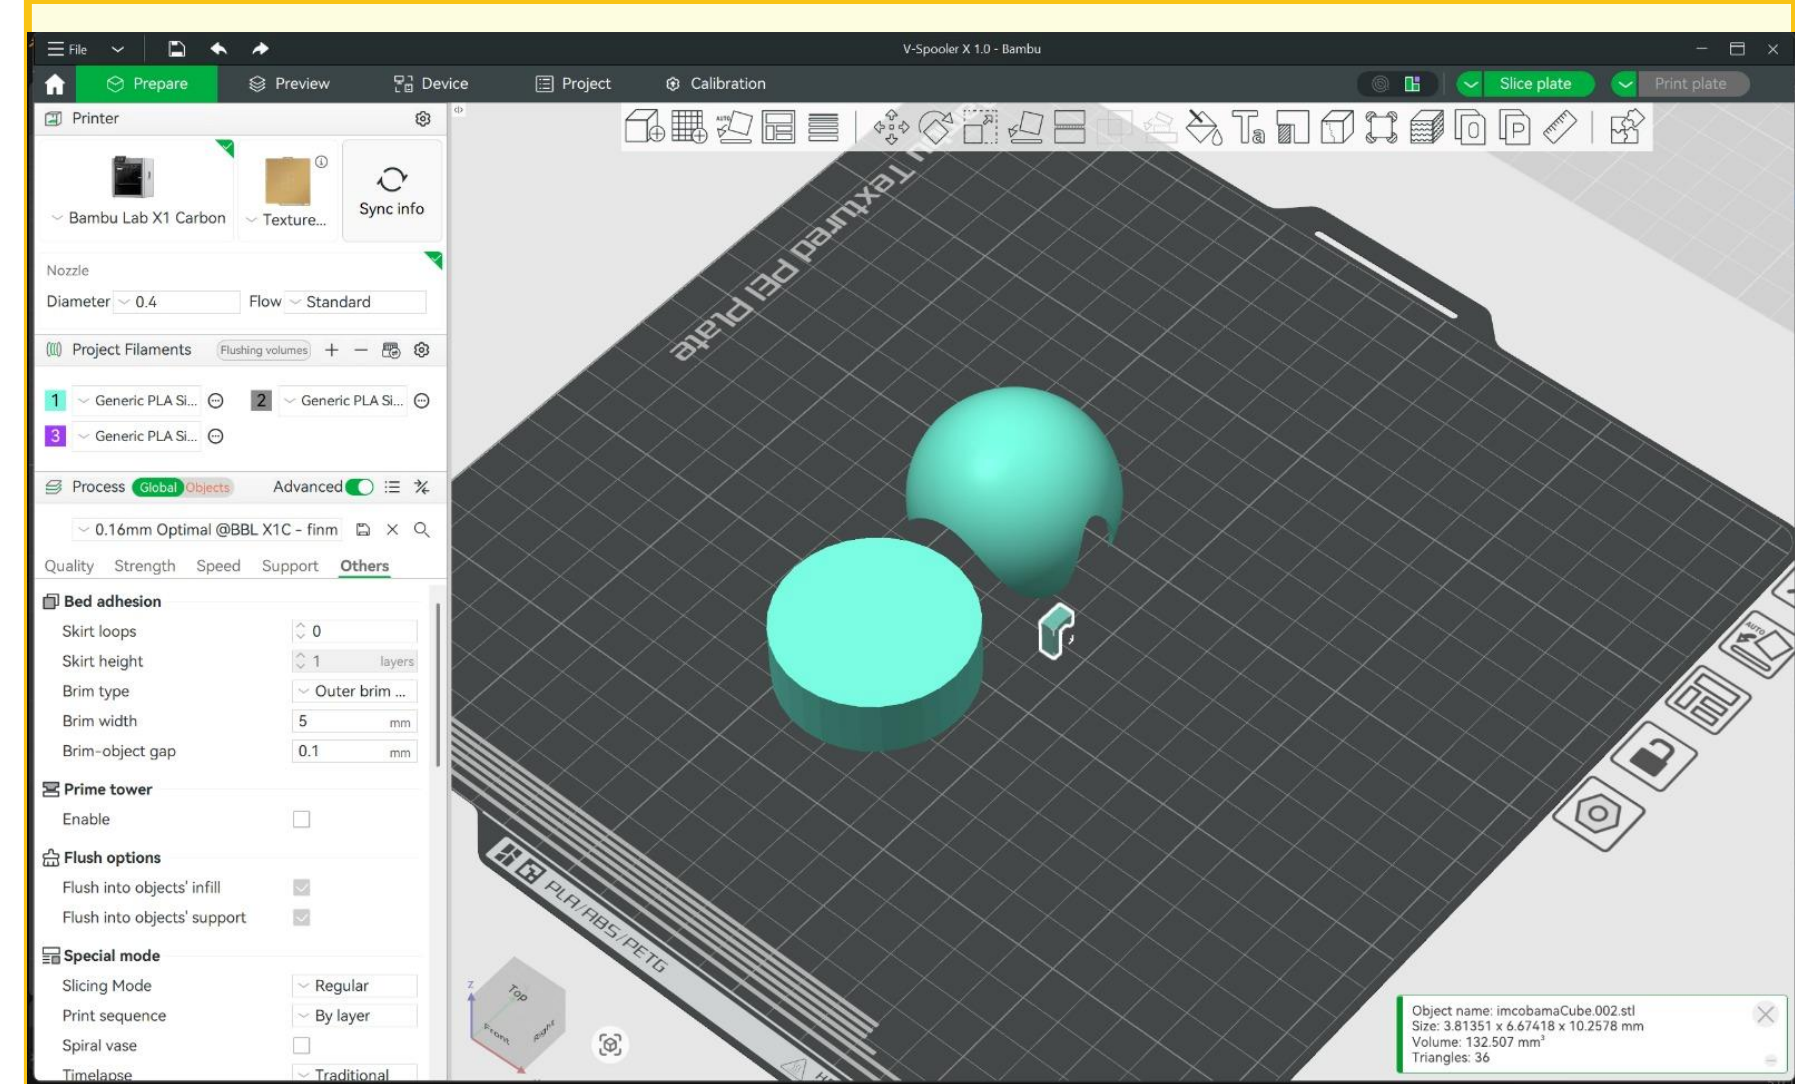 File
V-Spooler X 1.0 - Bambu
Prepare
Preview
Device
Project
Calibration
Slice plate
Print plate
Printer
Bambu Lab X1 Carbon
Texture...
Sync info
Nozzle
Diameter 0.4 Flow Standard
Project Filaments Flushing volumes
1 Generic PLA Si... 2 Generic PLA Si...
3 Generic PLA Si...
Process Global Objects Advanced
0.16mm Optimal @BBL X1C - finm
Quality Strength Speed Support Others
Bed adhesion
Skirt loops 0
Skirt height 1 layers
Brim type Outer brim ...
Brim width 5 mm
Brim-object gap 0.1 mm
Prime tower
Enable
Flush options
Flush into objects' infill
Flush into objects' support
Special mode
Slicing Mode Regular
Print sequence By layer
Spiral vase
Timelapse Traditional
AUTO
Ta
O
P
Textured PEI Plate
AUTO
PLA/ABS/PETG
Z
Top
Front
Right
Object name: imcobamaCube.002.stl
Size: 3.81351 x 6.67418 x 10.2578 mm
Volume: 132.507 mm³
Triangles: 36